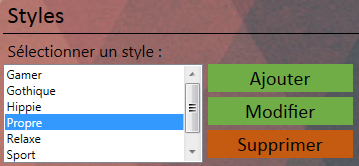 Styles
Sélectionner un style :
Gamer
Gothique
Hippie
Propre
Relaxe
Sport
Ajouter
Modifier
Supprimer